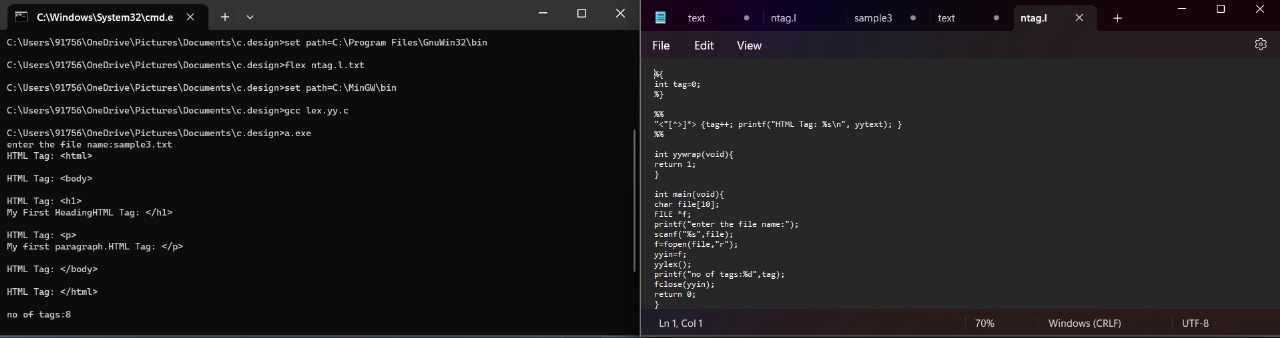 C:\Windows\System32\cmd.e
C:\Users\91756\OneDrive\Pictures\Documents\c.design>set path=C:\Program Files\GnuWin32\bin
C:\Users\91756\OneDrive\Pictures\Documents\c.design>flex ntag.l.txt
C:\Users\91756\OneDrive\Pictures\Documents\c.design>set path=C:\MinGW\bin
C:\Users\91756\OneDrive\Pictures\Documents\c.design>gcc lex.yy.c
C:\Users\91756\OneDrive\Pictures\Documents\c.design>a.exe
enter the file name:sample3.txt
HTML Tag: <html>
HTML Tag: <body>
HTML Tag: <h1>
My First HeadingHTML Tag: </h1>
HTML Tag: <p>
My first paragraph.HTML Tag: </p>
HTML Tag: </body>
HTML Tag: </html>
no of tags:8
text ntag.l sample3 text ntag.l
File Edit View
%{
int tag=0;
%}
%%
"<"[^>]*> {tag++; printf("HTML Tag: %s\n", yytext); }
%%
int yywrap(void){
return 1;
}
int main(void){
char file[10];
FILE *f;
printf("enter the file name:");
scanf("%s",file);
f=fopen(file,"r");
yyin=f;
yylex();
printf("no of tags:%d",tag);
fclose(yyin);
return 0;
}
Ln 1, Col 1 70% Windows (CRLF) UTF-8